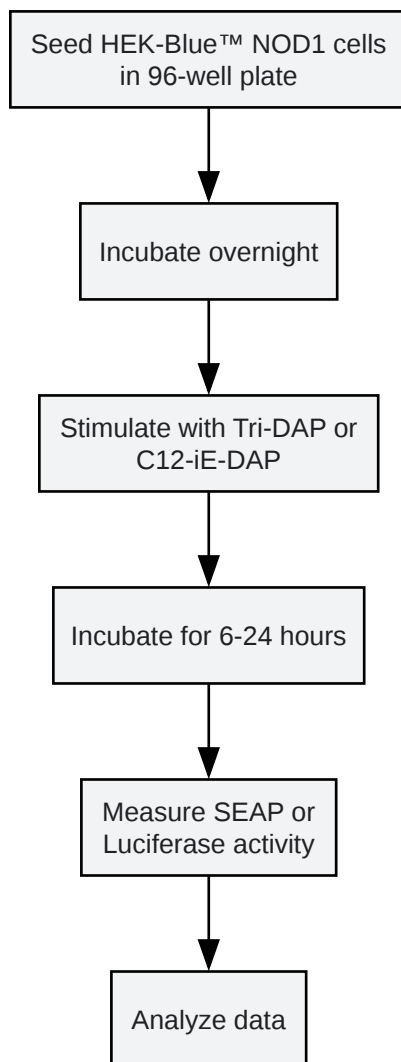 Seed HEK-Blue™ NOD1 cells
in 96-well plate
Incubate overnight
Stimulate with Tri-DAP or
C12-iE-DAP
Incubate for 6-24 hours
Measure SEAP or
Luciferase activity
Analyze data